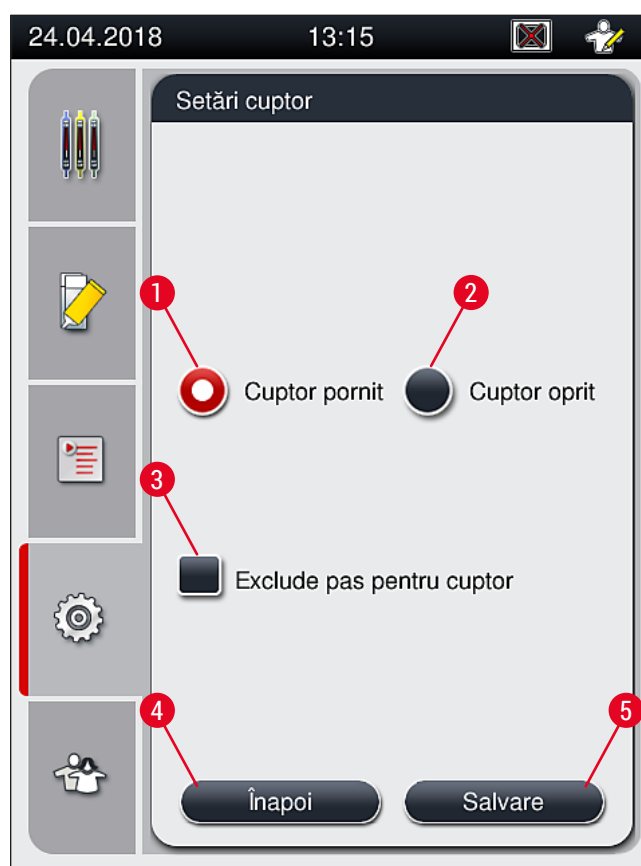 24.04.2018 13:15
Setări cuptor
1 2
Cuptor pornit Cuptor oprit
3
Exclude pas pentru cuptor
4 5
Înapoi Salvare